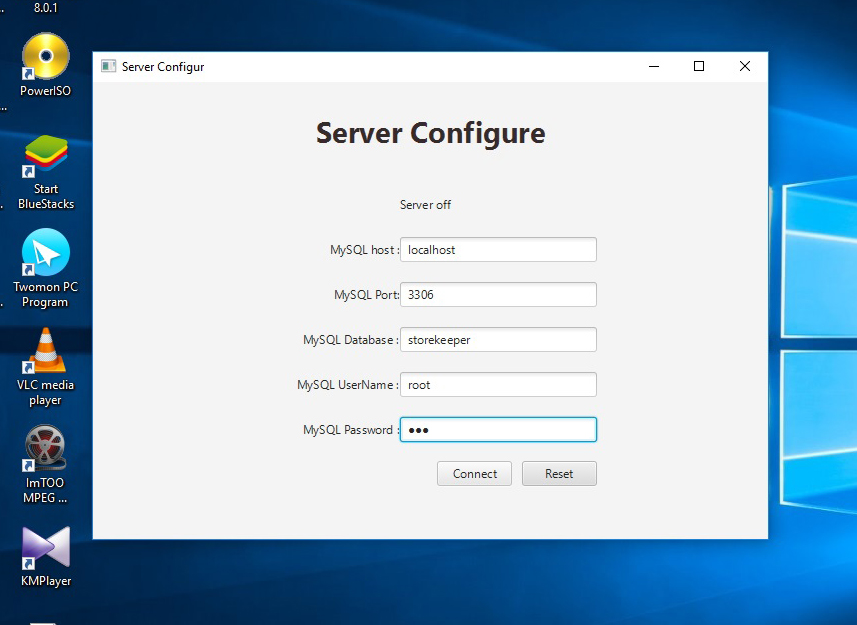 8.0.1
PowerISO
...
Start
BlueStacks
Twomon PC
Program
VLC media
player
ImTOO
MPEG ...
KMPlayer
Server Configur
Server Configure
Server off
MySQL host : localhost
MySQL Port: 3306
MySQL Database : storekeeper
MySQL UserName : root
MySQL Password : •••
Connect Reset